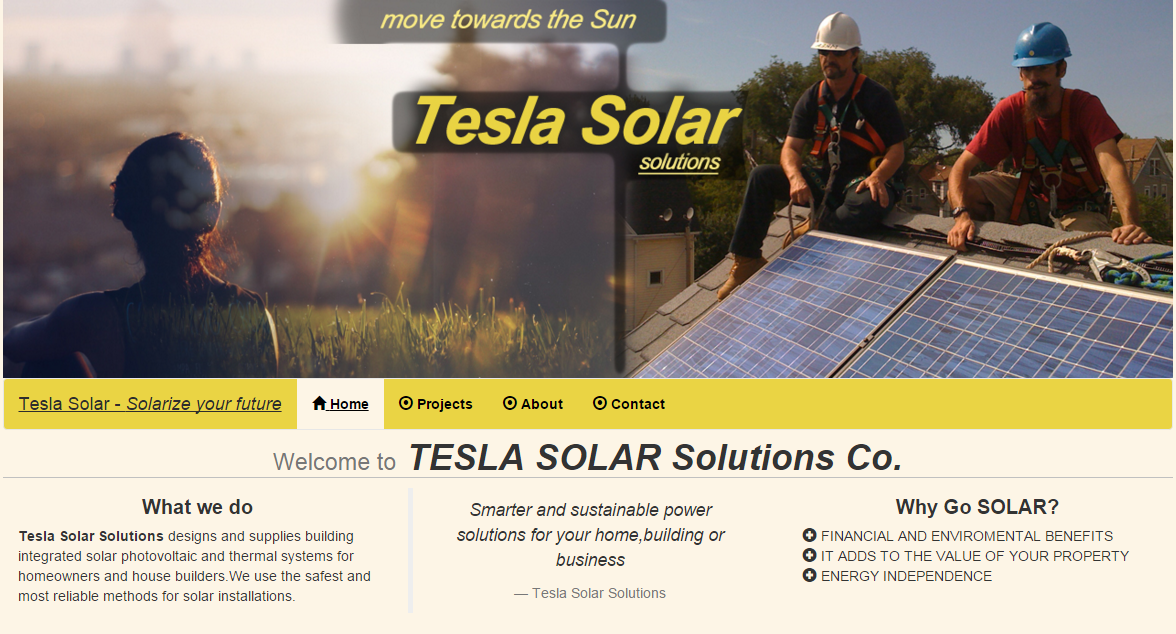 move towards the Sun
Tesla Solar
solutions
Tesla Solar - Solarize your future
Home
Projects
About
Contact
Welcome to TESLA SOLAR Solutions Co.
What we do
Tesla Solar Solutions designs and supplies building
integrated solar photovoltaic and thermal systems for
homeowners and house builders.We use the safest and
most reliable methods for solar installations.
Smarter and sustainable power
solutions for your home,building or
business
— Tesla Solar Solutions
Why Go SOLAR?
FINANCIAL AND ENVIROMENTAL BENEFITS
IT ADDS TO THE VALUE OF YOUR PROPERTY
ENERGY INDEPENDENCE